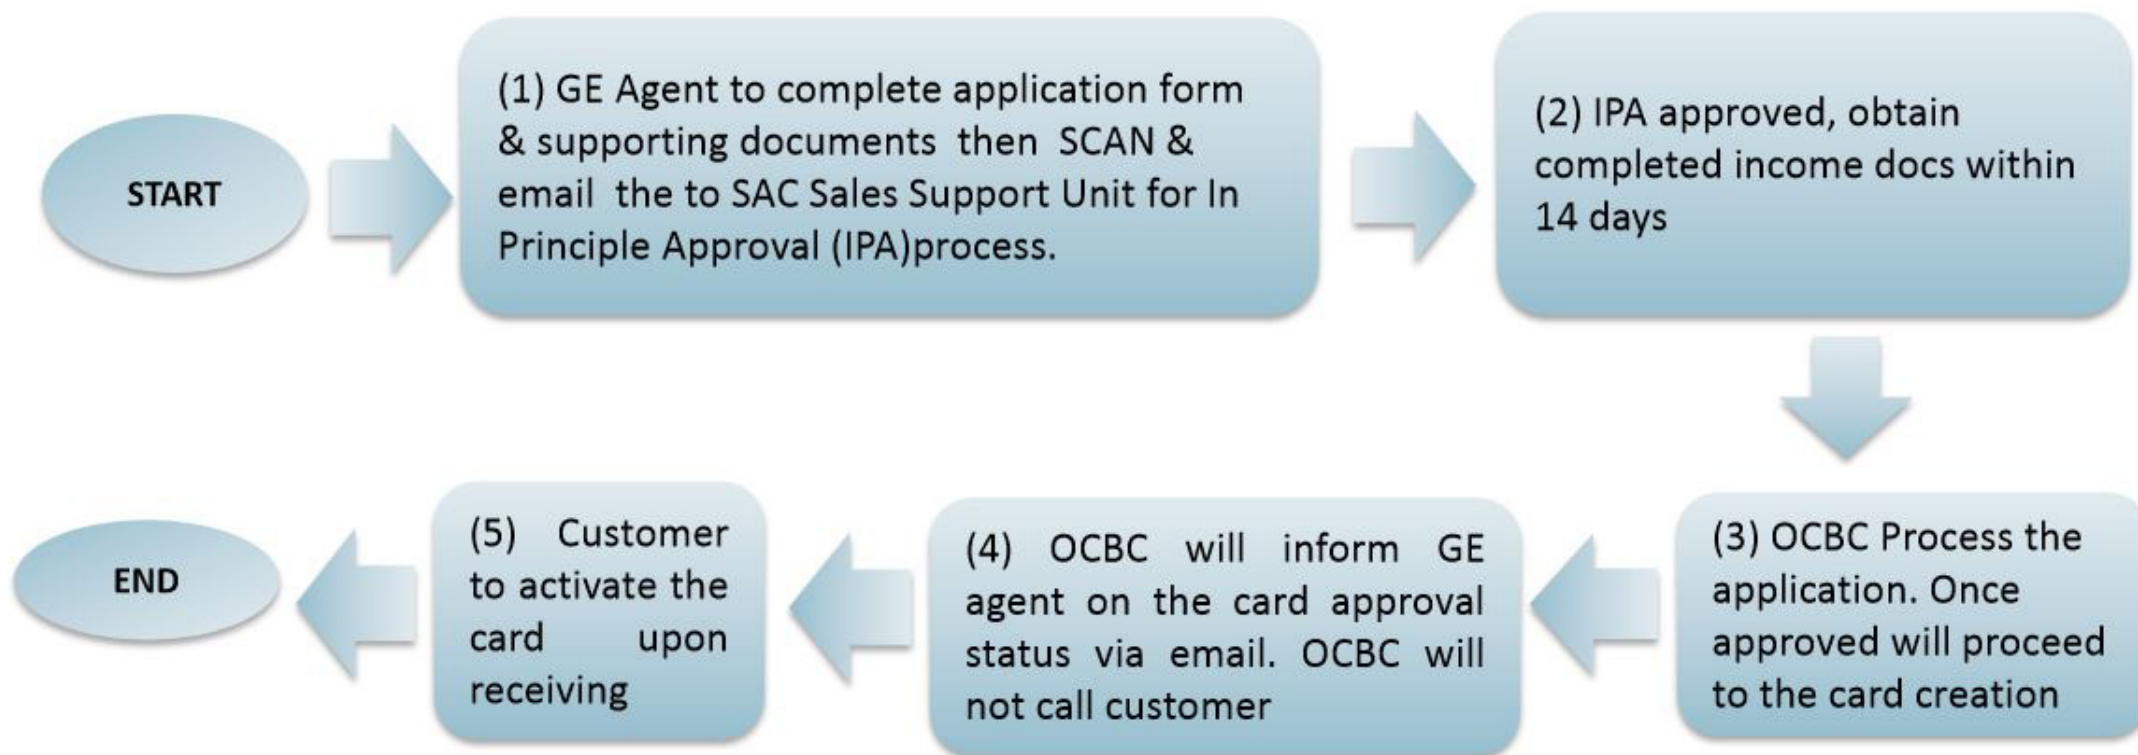 START
(1) GE Agent to complete application form
& supporting documents then SCAN &
email the to SAC Sales Support Unit for In
Principle Approval (IPA)process.
(2) IPA approved, obtain
completed income docs within
14 days
(3) OCBC Process the
application. Once
approved will proceed
to the card creation
(4) OCBC will inform GE
agent on the card approval
status via email. OCBC will
not call customer
(5) Customer
to activate the
card upon
receiving
END